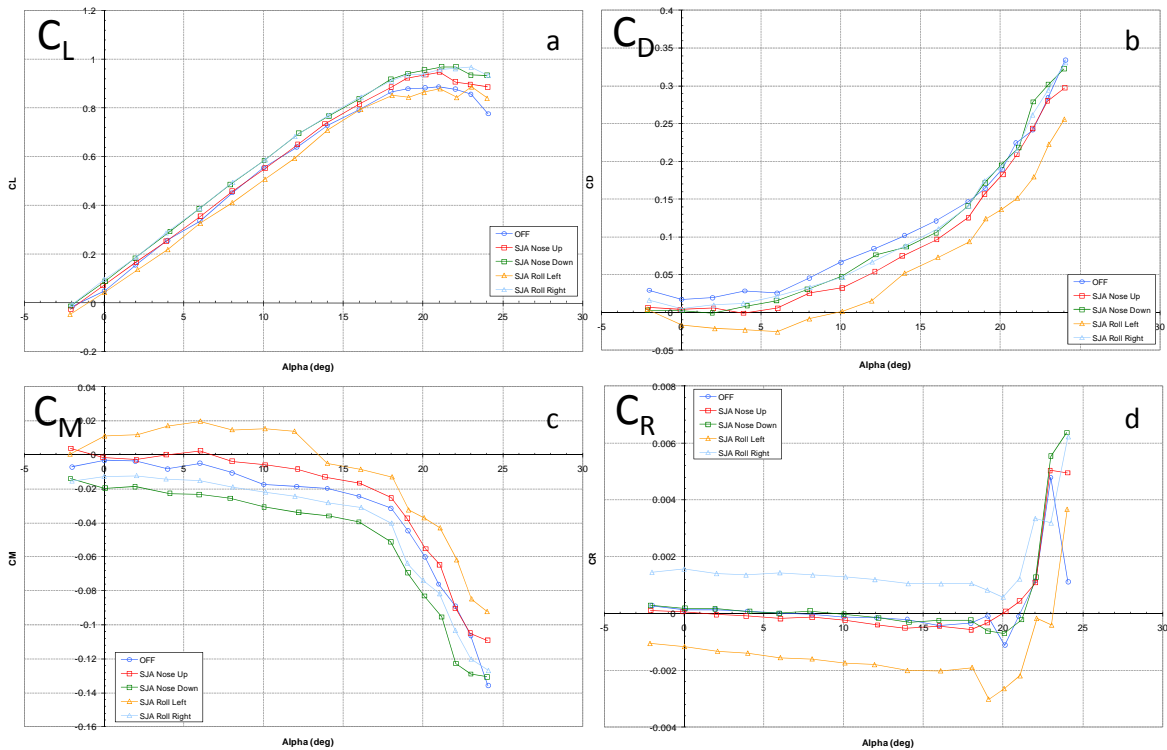 C_L
a
CL
1.2
1
0.8
0.6
0.4
0.2
0
-0.2
-5 0 5 10 15 20 25 30
Alpha (deg)
OFF
SJA Nose Up
SJA Nose Down
SJA Roll Left
SJA Roll Right
C_D
b
CD
0.4
0.35
0.3
0.25
0.2
0.15
0.1
0.05
0
-0.05
-5 0 5 10 15 20 25 30
Alpha (deg)
OFF
SJA Nose Up
SJA Nose Down
SJA Roll Left
SJA Roll Right
C_M
c
CM
0.04
0.02
0
-0.02
-0.04
-0.06
-0.08
-0.1
-0.12
-0.14
-0.16
-5 0 5 10 15 20 25 30
Alpha (deg)
OFF
SJA Nose Up
SJA Nose Down
SJA Roll Left
SJA Roll Right
C_R
d
CR
0.008
0.006
0.004
0.002
0
-0.002
-0.004
-5 0 5 10 15 20 25 30
Alpha (deg)
OFF
SJA Nose Up
SJA Nose Down
SJA Roll Left
SJA Roll Right